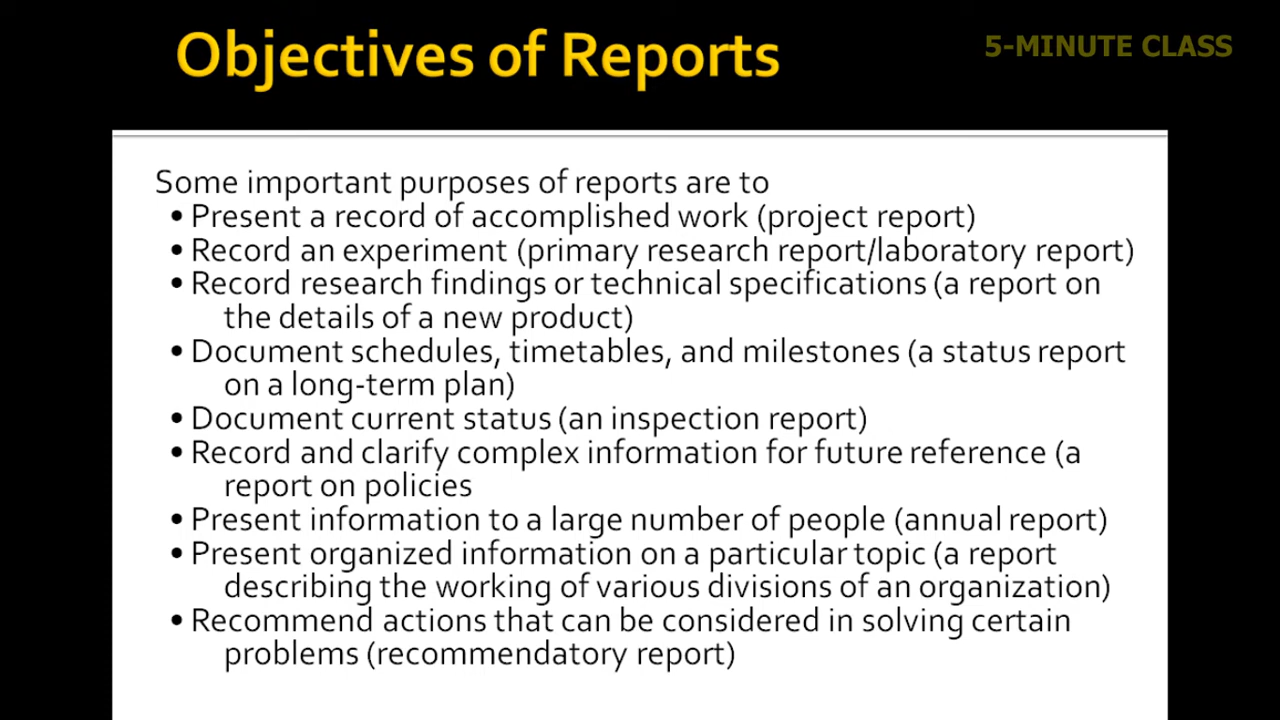 Objectives of Reports
5-MINUTE CLASS
Some important purposes of reports are to
• Present a record of accomplished work (project report)
• Record an experiment (primary research report/laboratory report)
• Record research findings or technical specifications (a report on
the details of a new product)
• Document schedules, timetables, and milestones (a status report
on a long-term plan)
• Document current status (an inspection report)
• Record and clarify complex information for future reference (a
report on policies
• Present information to a large number of people (annual report)
• Present organized information on a particular topic (a report
describing the working of various divisions of an organization)
• Recommend actions that can be considered in solving certain
problems (recommendatory report)